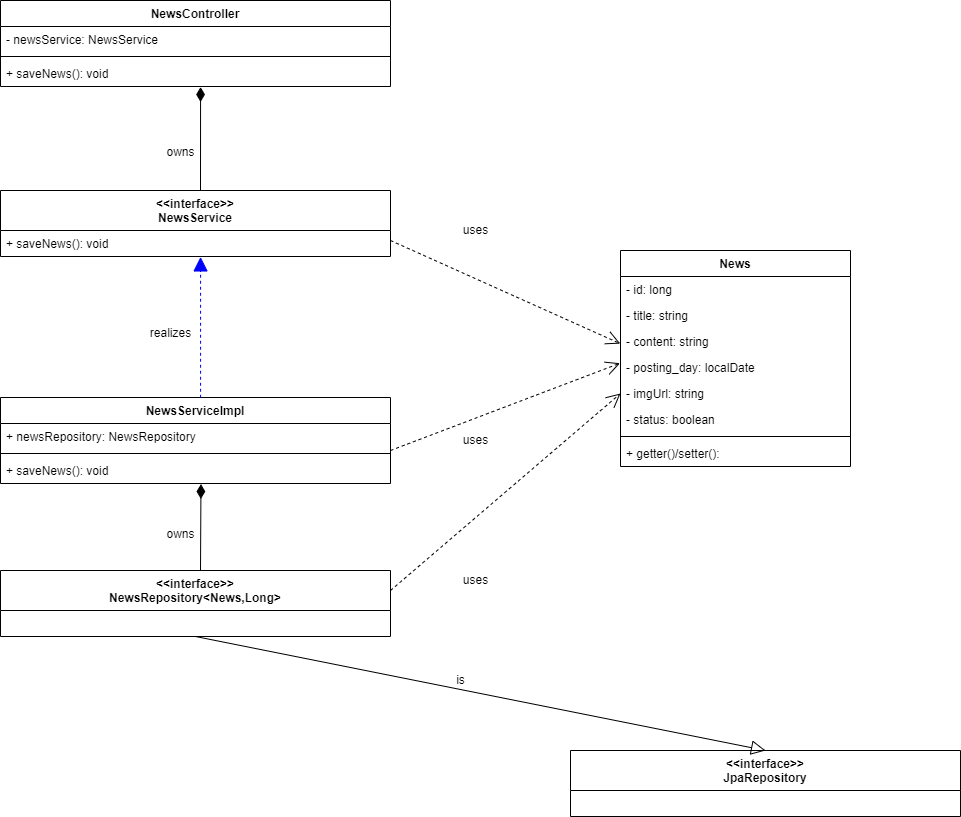 NewsController
- newsService: NewsService
+ saveNews(): void
owns
<<interface>>
NewsService
+ saveNews(): void
uses
News
- id: long
- title: string
- content: string
- posting_day: localDate
- imgUrl: string
- status: boolean
+ getter()/setter():
realizes
NewsServiceImpl
+ newsRepository: NewsRepository
+ saveNews(): void
uses
owns
<<interface>>
NewsRepository<News,Long>
uses
is
<<interface>>
JpaRepository